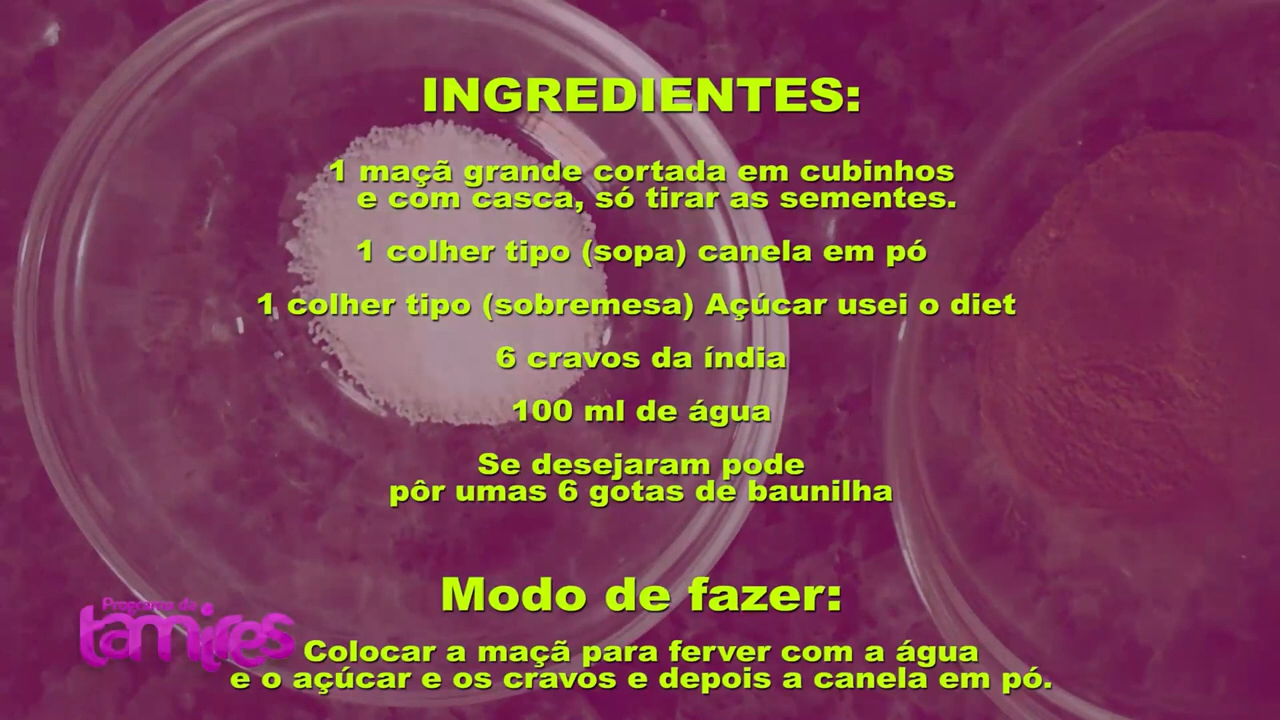 INGREDIENTES:
1 maçã grande cortada em cubinhos
e com casca, só tirar as sementes.
1 colher tipo (sopa) canela em pó
1 colher tipo (sobremesa) Açúcar usei o diet
6 cravos da índia
100 ml de água
Se desejaram pode
pôr umas 6 gotas de baunilha
Modo de fazer:
Programa da
tamires
Colocar a maçã para ferver com a água
e o açúcar e os cravos e depois a canela em pó.